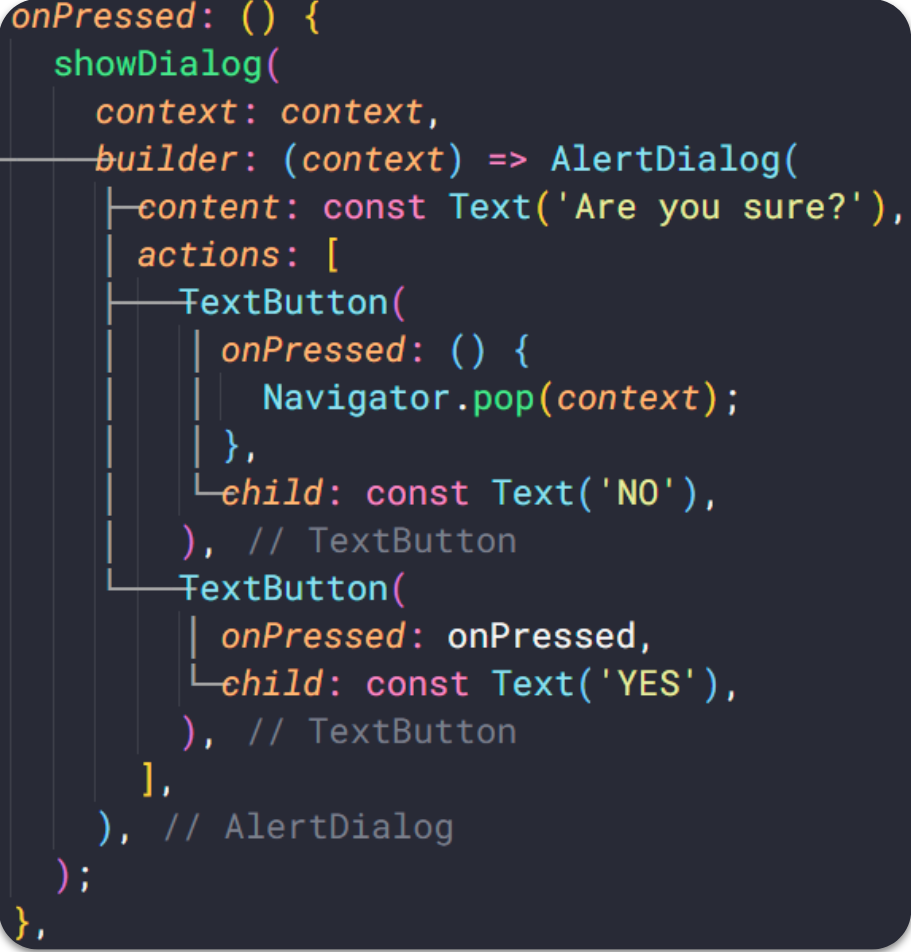 onPressed: () {
showDialog(
context: context,
builder: (context) => AlertDialog(
content: const Text('Are you sure?'),
actions: [
TextButton(
onPressed: () {
Navigator.pop(context);
},
child: const Text('NO'),
), // TextButton
TextButton(
onPressed: onPressed,
child: const Text('YES'),
), // TextButton
],
), // AlertDialog
);
},